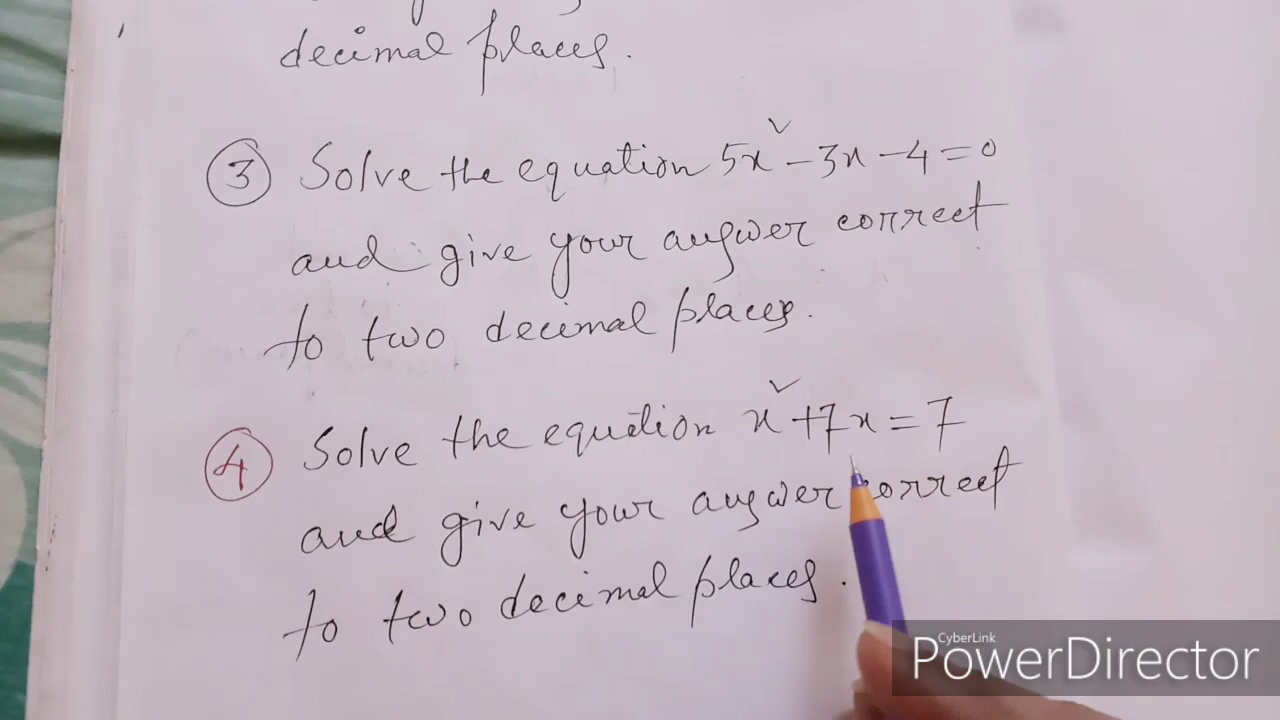 decimal places.
③ Solve the equation 5x² - 3x - 4 = 0
and give your answer correct
to two decimal places.
④ Solve the equation x² + 7x = 7
and give your answer correct
to two decimal places.
CyberLink
PowerDirector